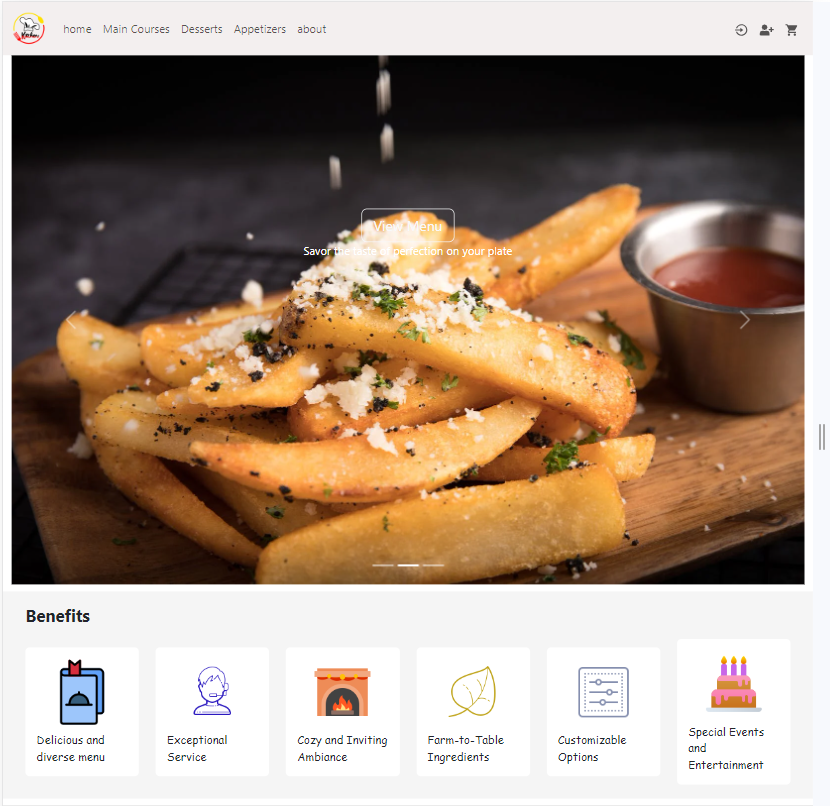 Kitchen
home Main Courses Desserts Appetizers about
View Menu
Savor the taste of perfection on your plate
Benefits
Delicious and
diverse menu
Exceptional
Service
Cozy and Inviting
Ambiance
Farm-to-Table
Ingredients
Customizable
Options
Special Events
and
Entertainment